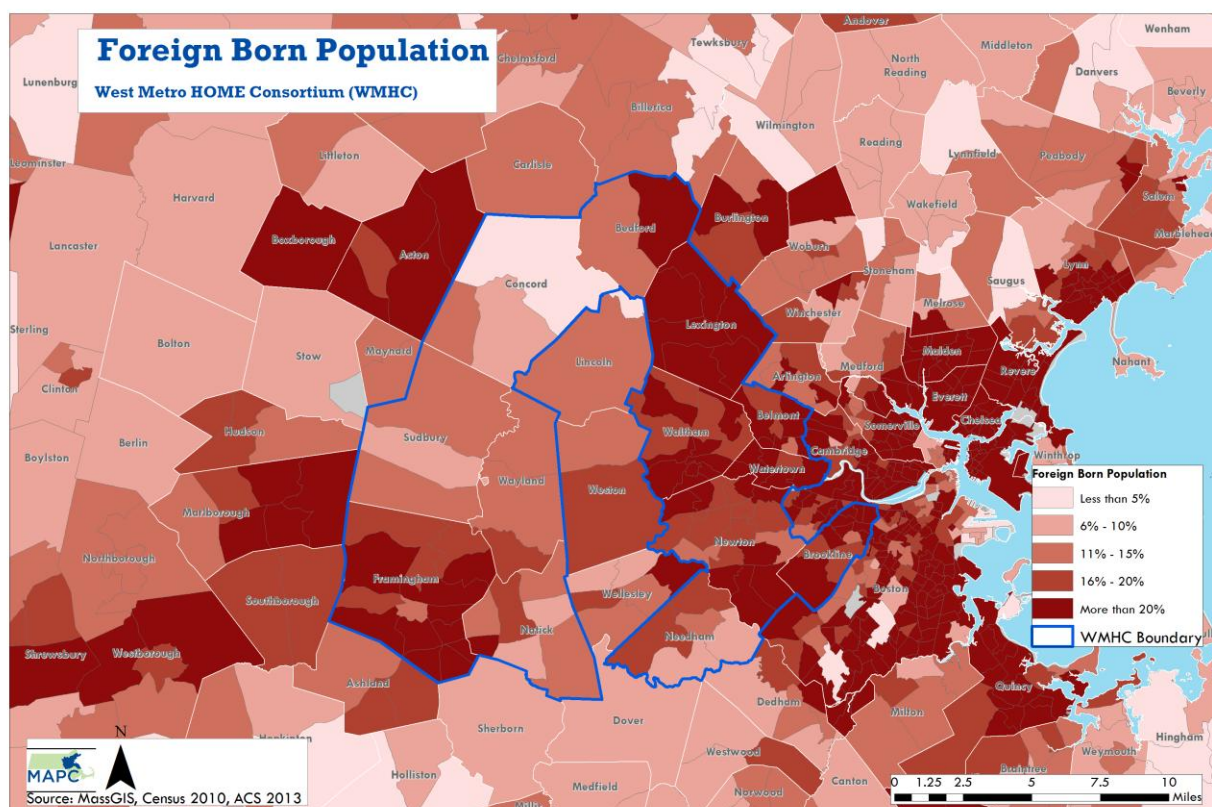 Foreign Born Population
West Metro HOME Consortium (WMHC)
Andover
Wenham
Tewksbury
Middleton
Chelmsford
North
Reading
Danvers
Lunenburg
Billerica
Beverly
Wilmington
Littleton
Reading
Lynnfield
Peabody
Leominster
Carlisle
Harvard
Salem
Wakefield
Burlington
Marblehead
Bedford
Boxborough
Lancaster
Acton
Woburn
Stoneham
Lynn
Concord
Saugus
Melrose
Winchester
Lexington
Sterling
Bolton
Stow
Maynard
Malden
Nahant
Lincoln
Medford
Revere
Arlington
Clinton
Everett
Belmont
Chelsea
Somerville
Hudson
Waltham
Berlin
Sudbury
Cambridge
Winthrop
Boylston
Watertown
Wayland
Weston
Marlborough
Newton
Brookline
Northborough
Framingham
Boston
Wellesley
Southborough
Natick
Needham
Shrewsbury
Westborough
Ashland
Quincy
Dedham
Milton
Sherborn
Dover
Hingham
Westwood
Weymouth
Holliston
Canton
Braintree
Medfield
Norwood
Foreign Born Population
Less than 5%
6% - 10%
11% - 15%
16% - 20%
More than 20%
WMHC Boundary
N
MAPC
Source: MassGIS, Census 2010, ACS 2013
0 1.25 2.5 5 7.5 10
Miles